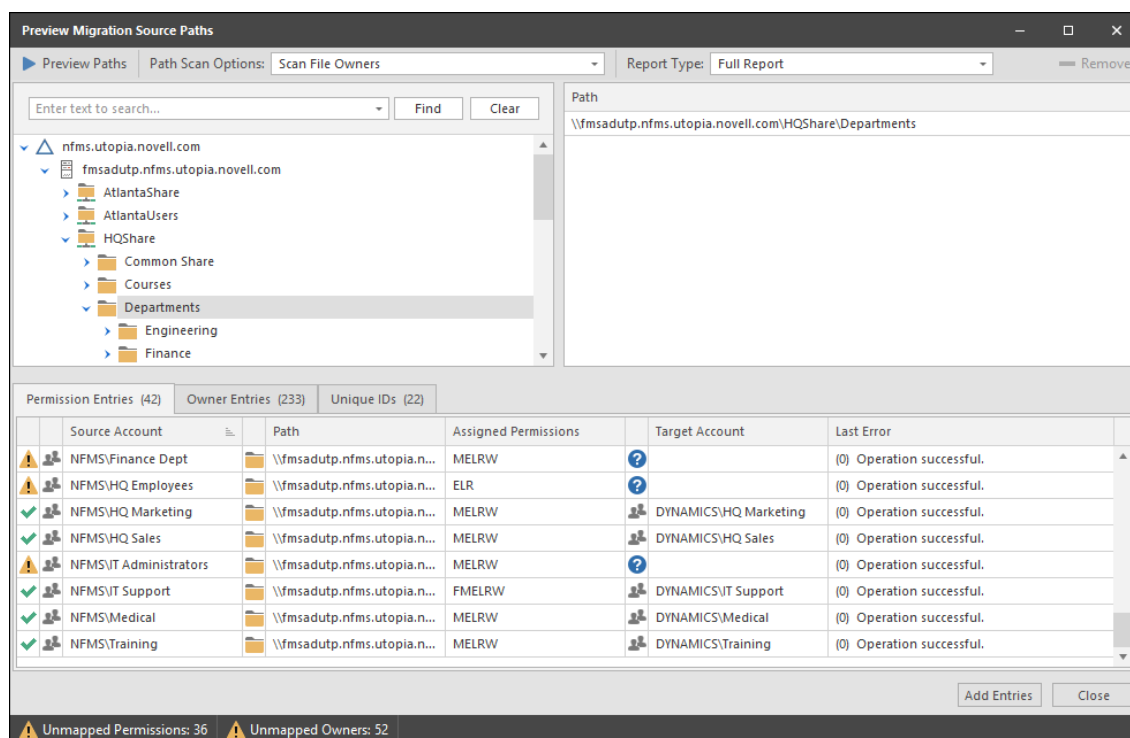 Preview Migration Source Paths
Preview Paths Path Scan Options: Scan File Owners Report Type: Full Report Remove
Enter text to search... Find Clear
Path
\\fmsadutp.nfms.utopia.novell.com\HQShare\Departments
nfms.utopia.novell.com
fmsadutp.nfms.utopia.novell.com
AtlantaShare
AtlantaUsers
HQShare
Common Share
Courses
Departments
Engineering
Finance
Permission Entries (42) Owner Entries (233) Unique IDs (22)
Source Account Path Assigned Permissions Target Account Last Error
NFMS\Finance Dept \\fmsadutp.nfms.utopia.n... MELRW (0) Operation successful.
NFMS\HQ Employees \\fmsadutp.nfms.utopia.n... ELR (0) Operation successful.
NFMS\HQ Marketing \\fmsadutp.nfms.utopia.n... MELRW DYNAMICS\HQ Marketing (0) Operation successful.
NFMS\HQ Sales \\fmsadutp.nfms.utopia.n... MELRW DYNAMICS\HQ Sales (0) Operation successful.
NFMS\IT Administrators \\fmsadutp.nfms.utopia.n... MELRW (0) Operation successful.
NFMS\IT Support \\fmsadutp.nfms.utopia.n... FMELRW DYNAMICS\IT Support (0) Operation successful.
NFMS\Medical \\fmsadutp.nfms.utopia.n... MELRW DYNAMICS\Medical (0) Operation successful.
NFMS\Training \\fmsadutp.nfms.utopia.n... MELRW DYNAMICS\Training (0) Operation successful.
Add Entries Close
Unmapped Permissions: 36 Unmapped Owners: 52